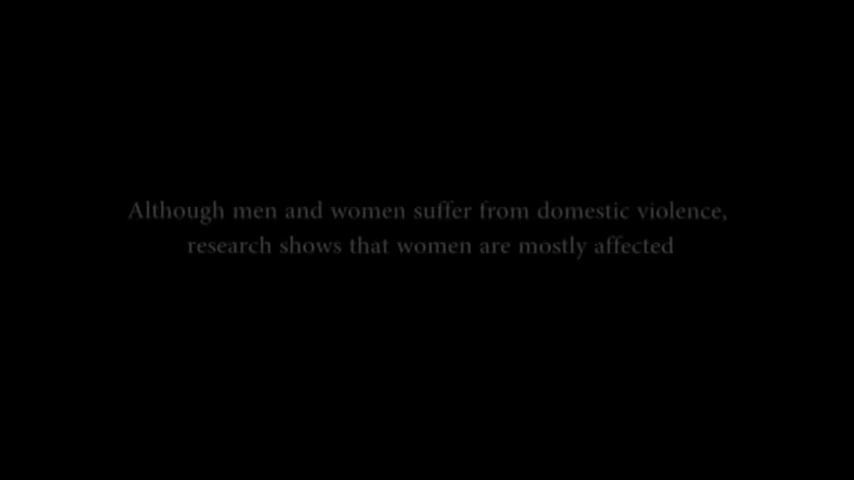 Although men and women suffer from domestic violence,
research shows that women are mostly affected